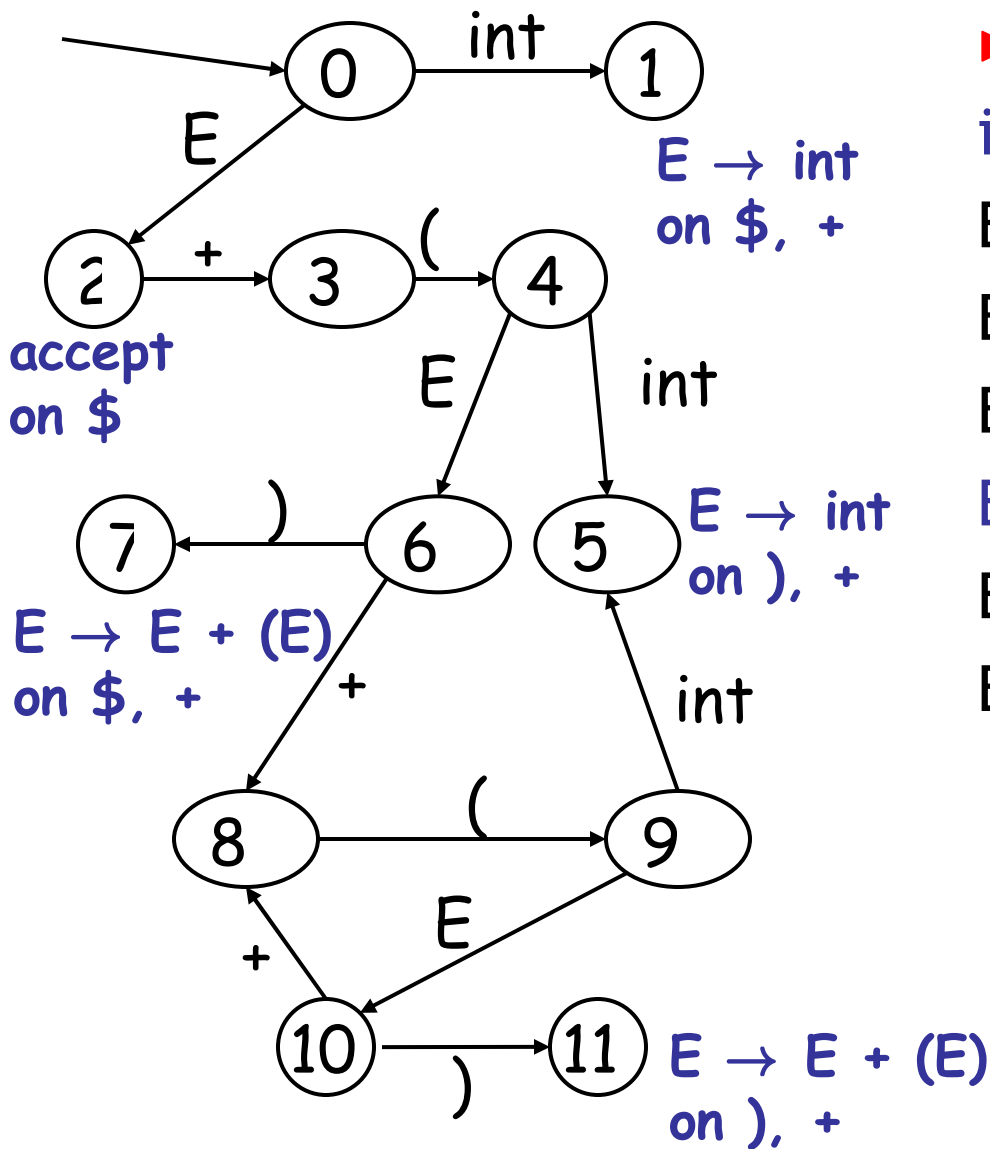 int
0
1
E
E → int
on $, +
+
(
2
3
4
accept
on $
E
int
)
7
6
5
E → int
on ), +
E → E + (E)
on $, +
+
int
(
8
9
E
+
10
11
)
E → E + (E)
on ), +